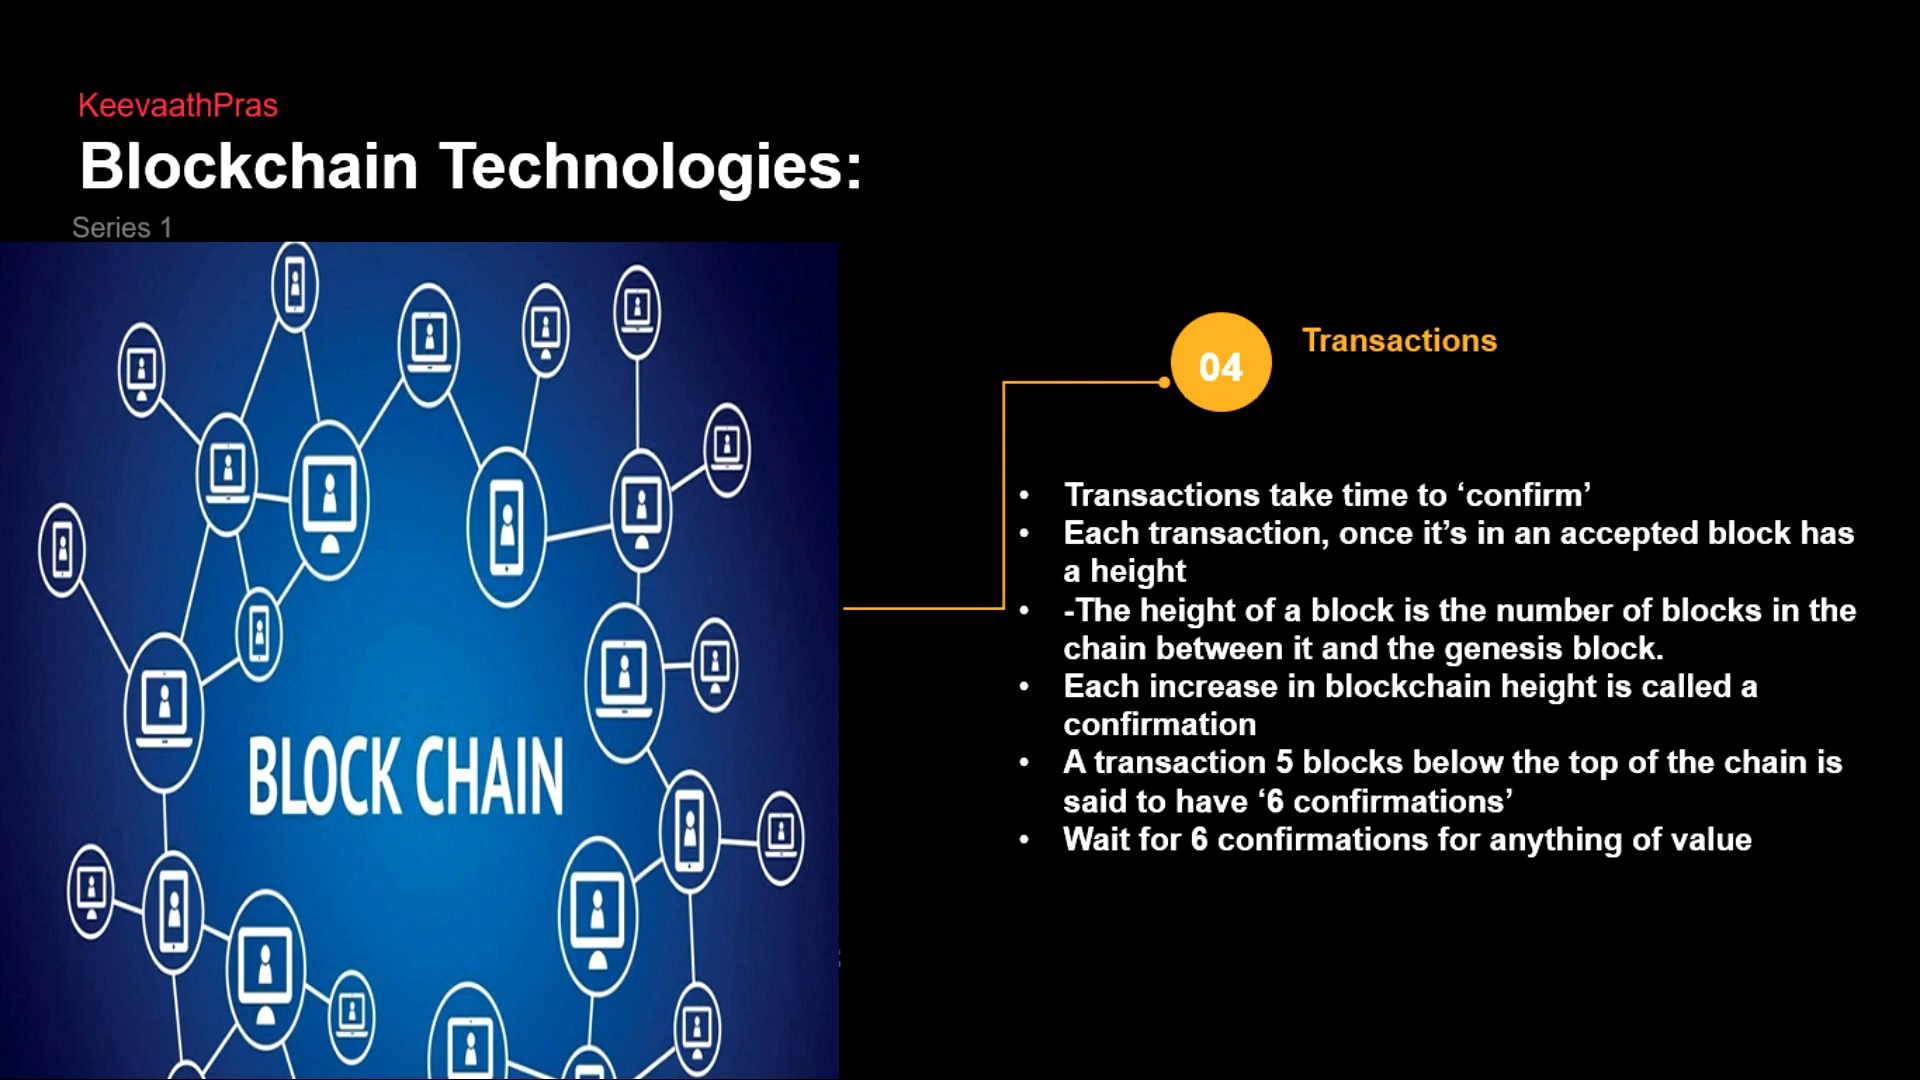 KeevaathPras
Blockchain Technologies:
Series 1
BLOCK CHAIN
04
Transactions
• Transactions take time to ‘confirm’
• Each transaction, once it’s in an accepted block has
a height
• -The height of a block is the number of blocks in the
chain between it and the genesis block.
• Each increase in blockchain height is called a
confirmation
• A transaction 5 blocks below the top of the chain is
said to have ‘6 confirmations’
• Wait for 6 confirmations for anything of value